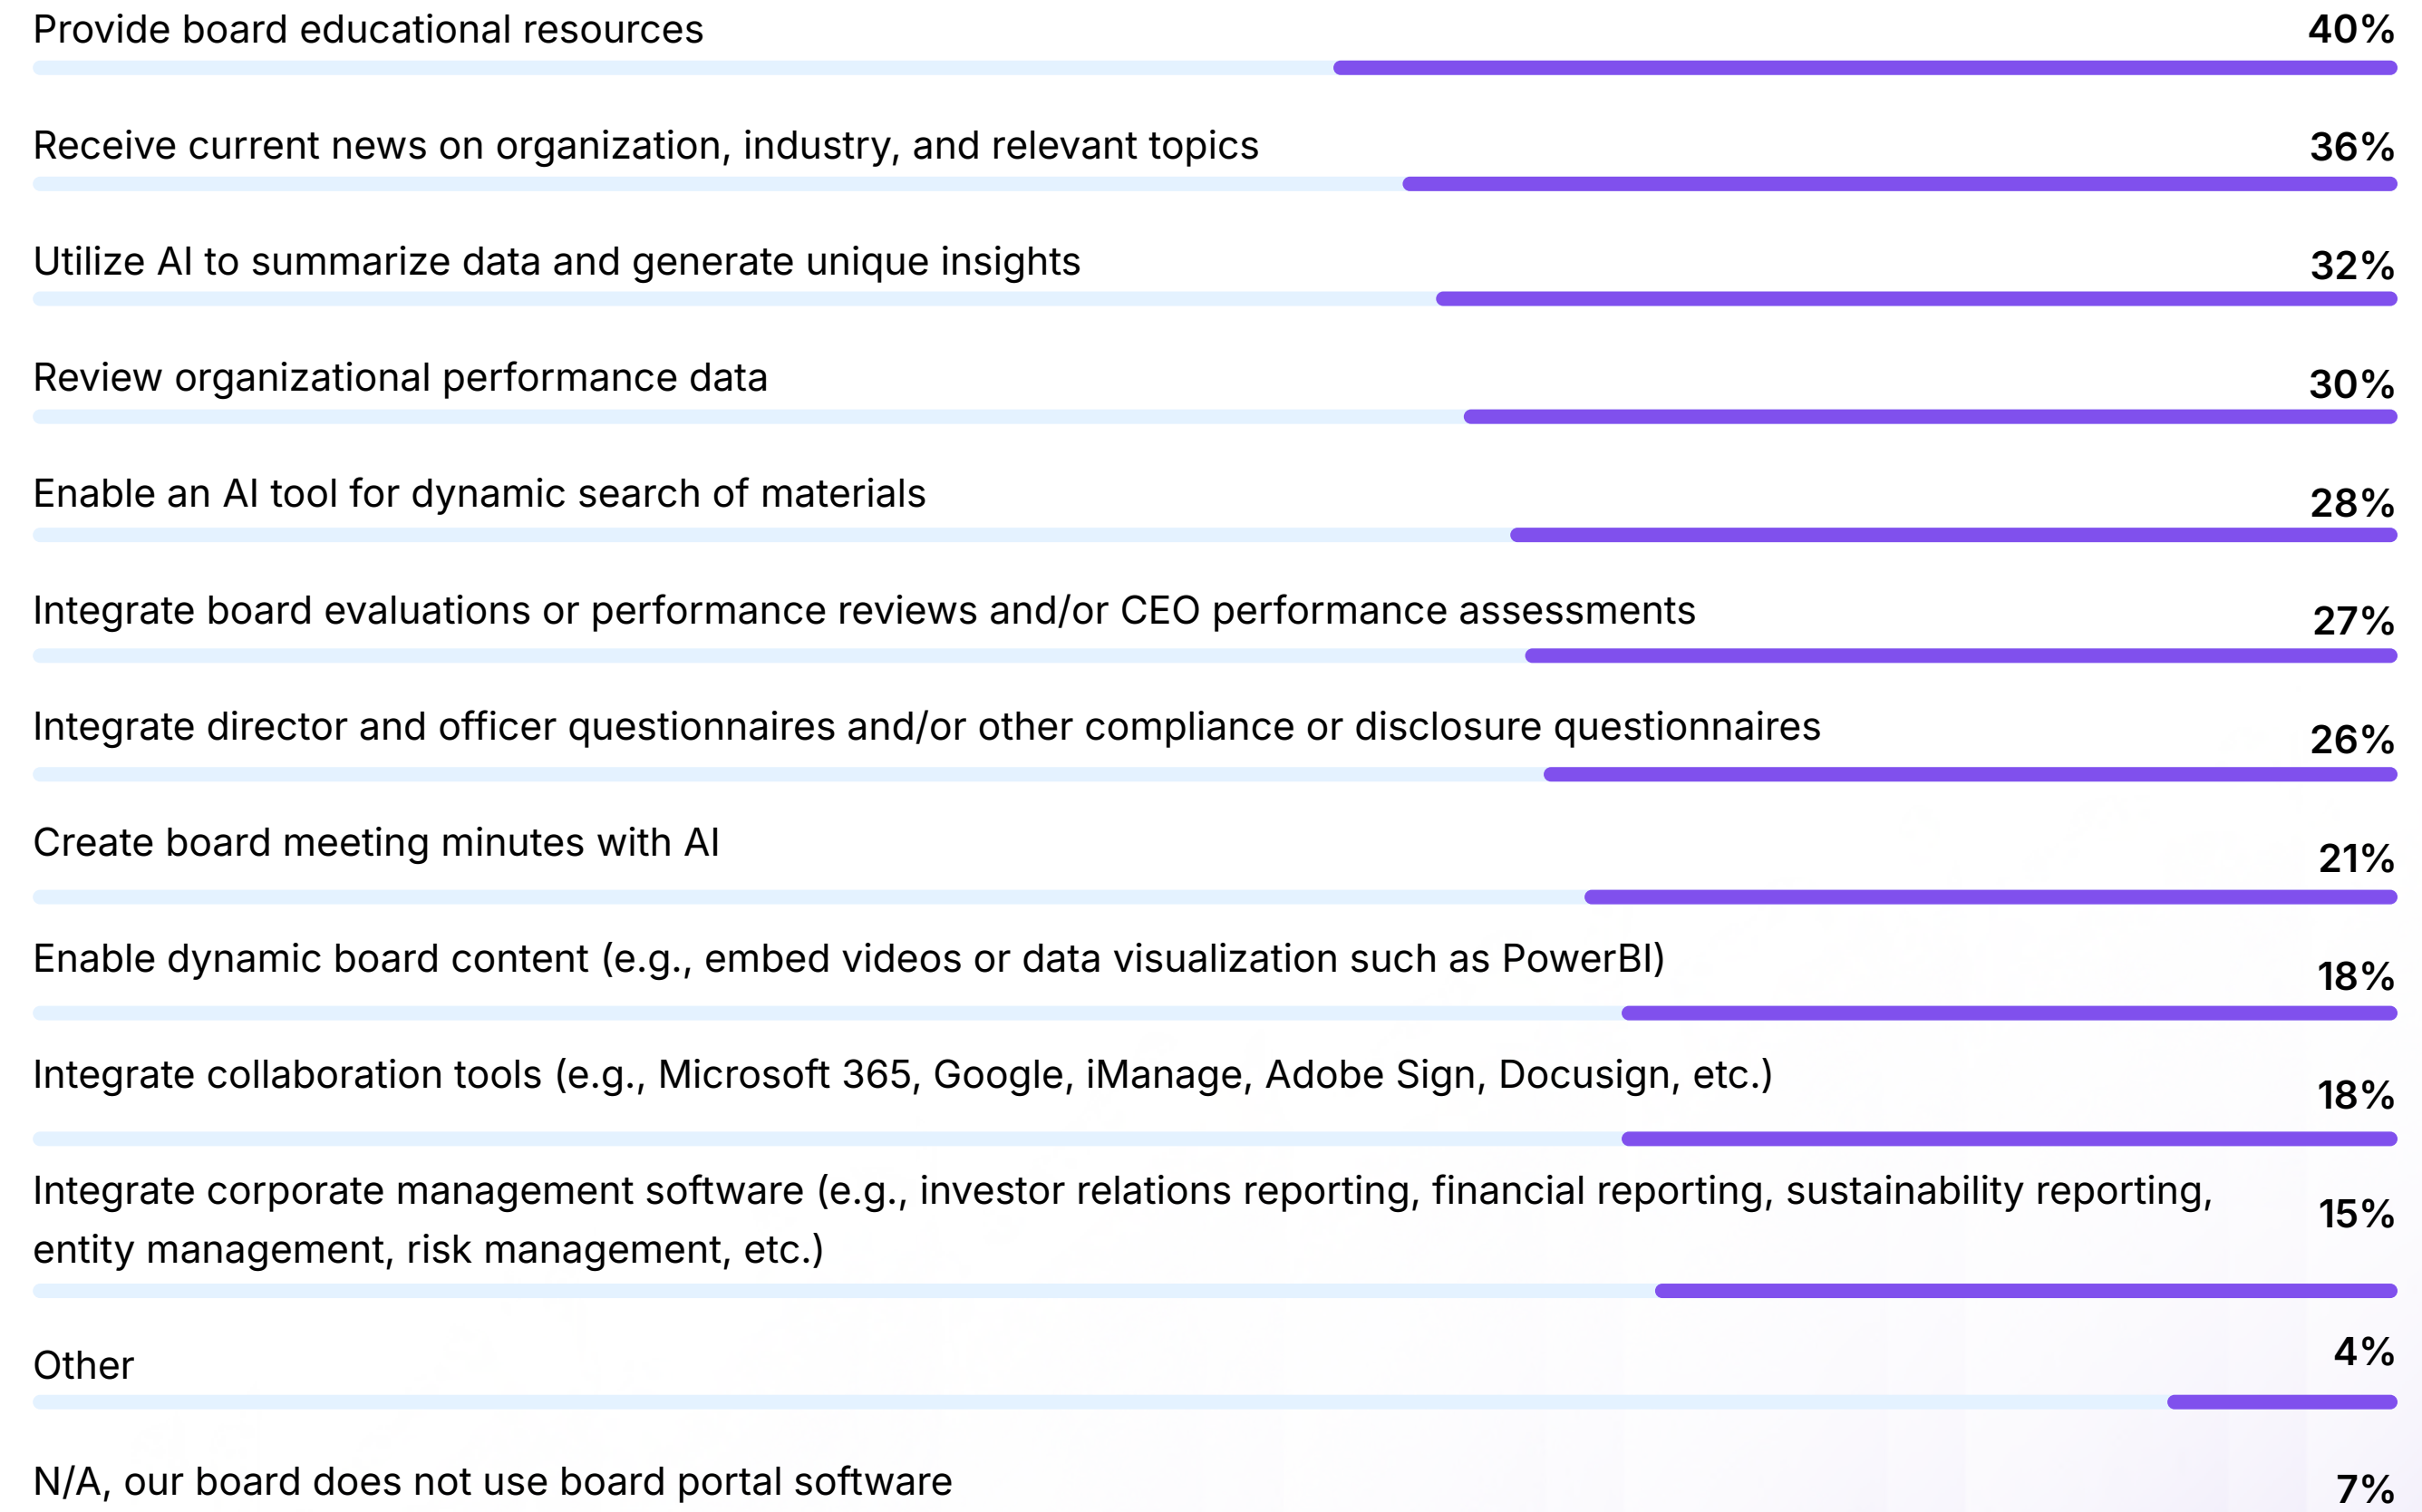 Provide board educational resources 40%
Receive current news on organization, industry, and relevant topics 36%
Utilize AI to summarize data and generate unique insights 32%
Review organizational performance data 30%
Enable an AI tool for dynamic search of materials 28%
Integrate board evaluations or performance reviews and/or CEO performance assessments 27%
Integrate director and officer questionnaires and/or other compliance or disclosure questionnaires 26%
Create board meeting minutes with AI 21%
Enable dynamic board content (e.g., embed videos or data visualization such as PowerBI) 18%
Integrate collaboration tools (e.g., Microsoft 365, Google, iManage, Adobe Sign, Docusign, etc.) 18%
Integrate corporate management software (e.g., investor relations reporting, financial reporting, sustainability reporting, 15%
entity management, risk management, etc.)
Other 4%
N/A, our board does not use board portal software 7%